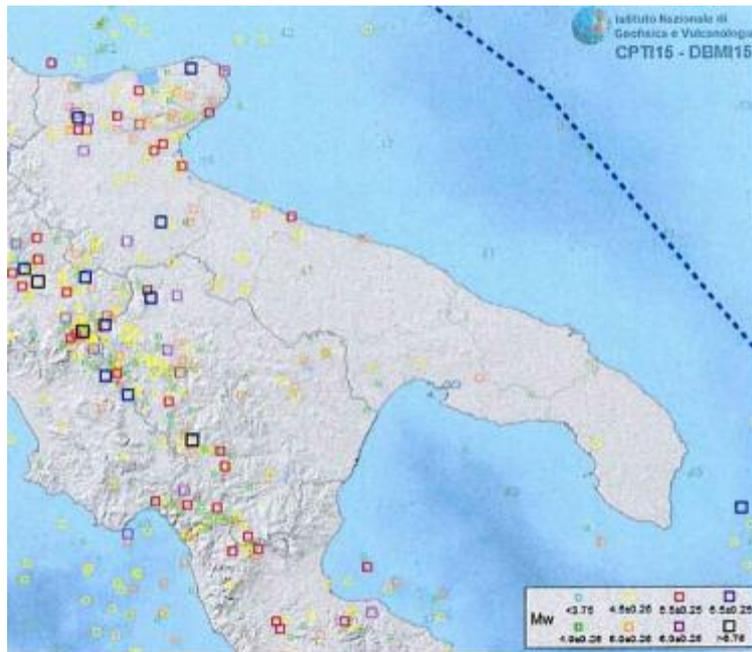 Istituto Nazionale di
Geofisica e Vulcanologia
CPTI15 - DBMI15
Mw
<3.75 4.5±0.25 5.5±0.25 6.5±0.25
4.0±0.25 5.0±0.25 6.0±0.25 >6.75